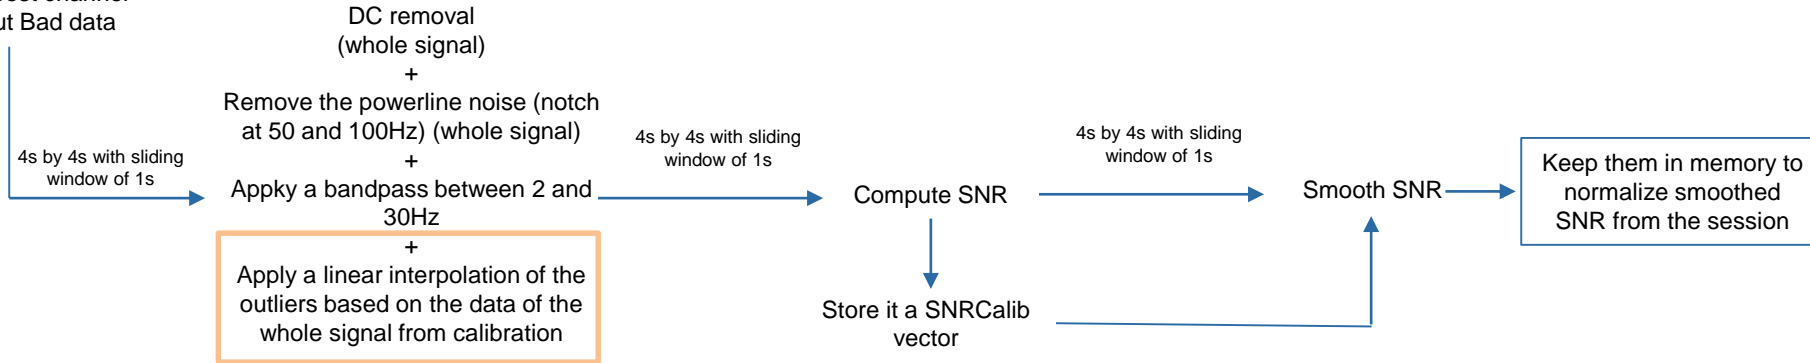 Bad data
4s by 4s with sliding
window of 1s
DC removal
(whole signal)
+
Remove the powerline noise (notch
at 50 and 100Hz) (whole signal)
+
Appky a bandpass between 2 and
30Hz
+
Apply a linear interpolation of the
outliers based on the data of the
whole signal from calibration
4s by 4s with sliding
window of 1s
Compute SNR
Store it a SNRCalib
vector
4s by 4s with sliding
window of 1s
Smooth SNR
Keep them in memory to
normalize smoothed
SNR from the session